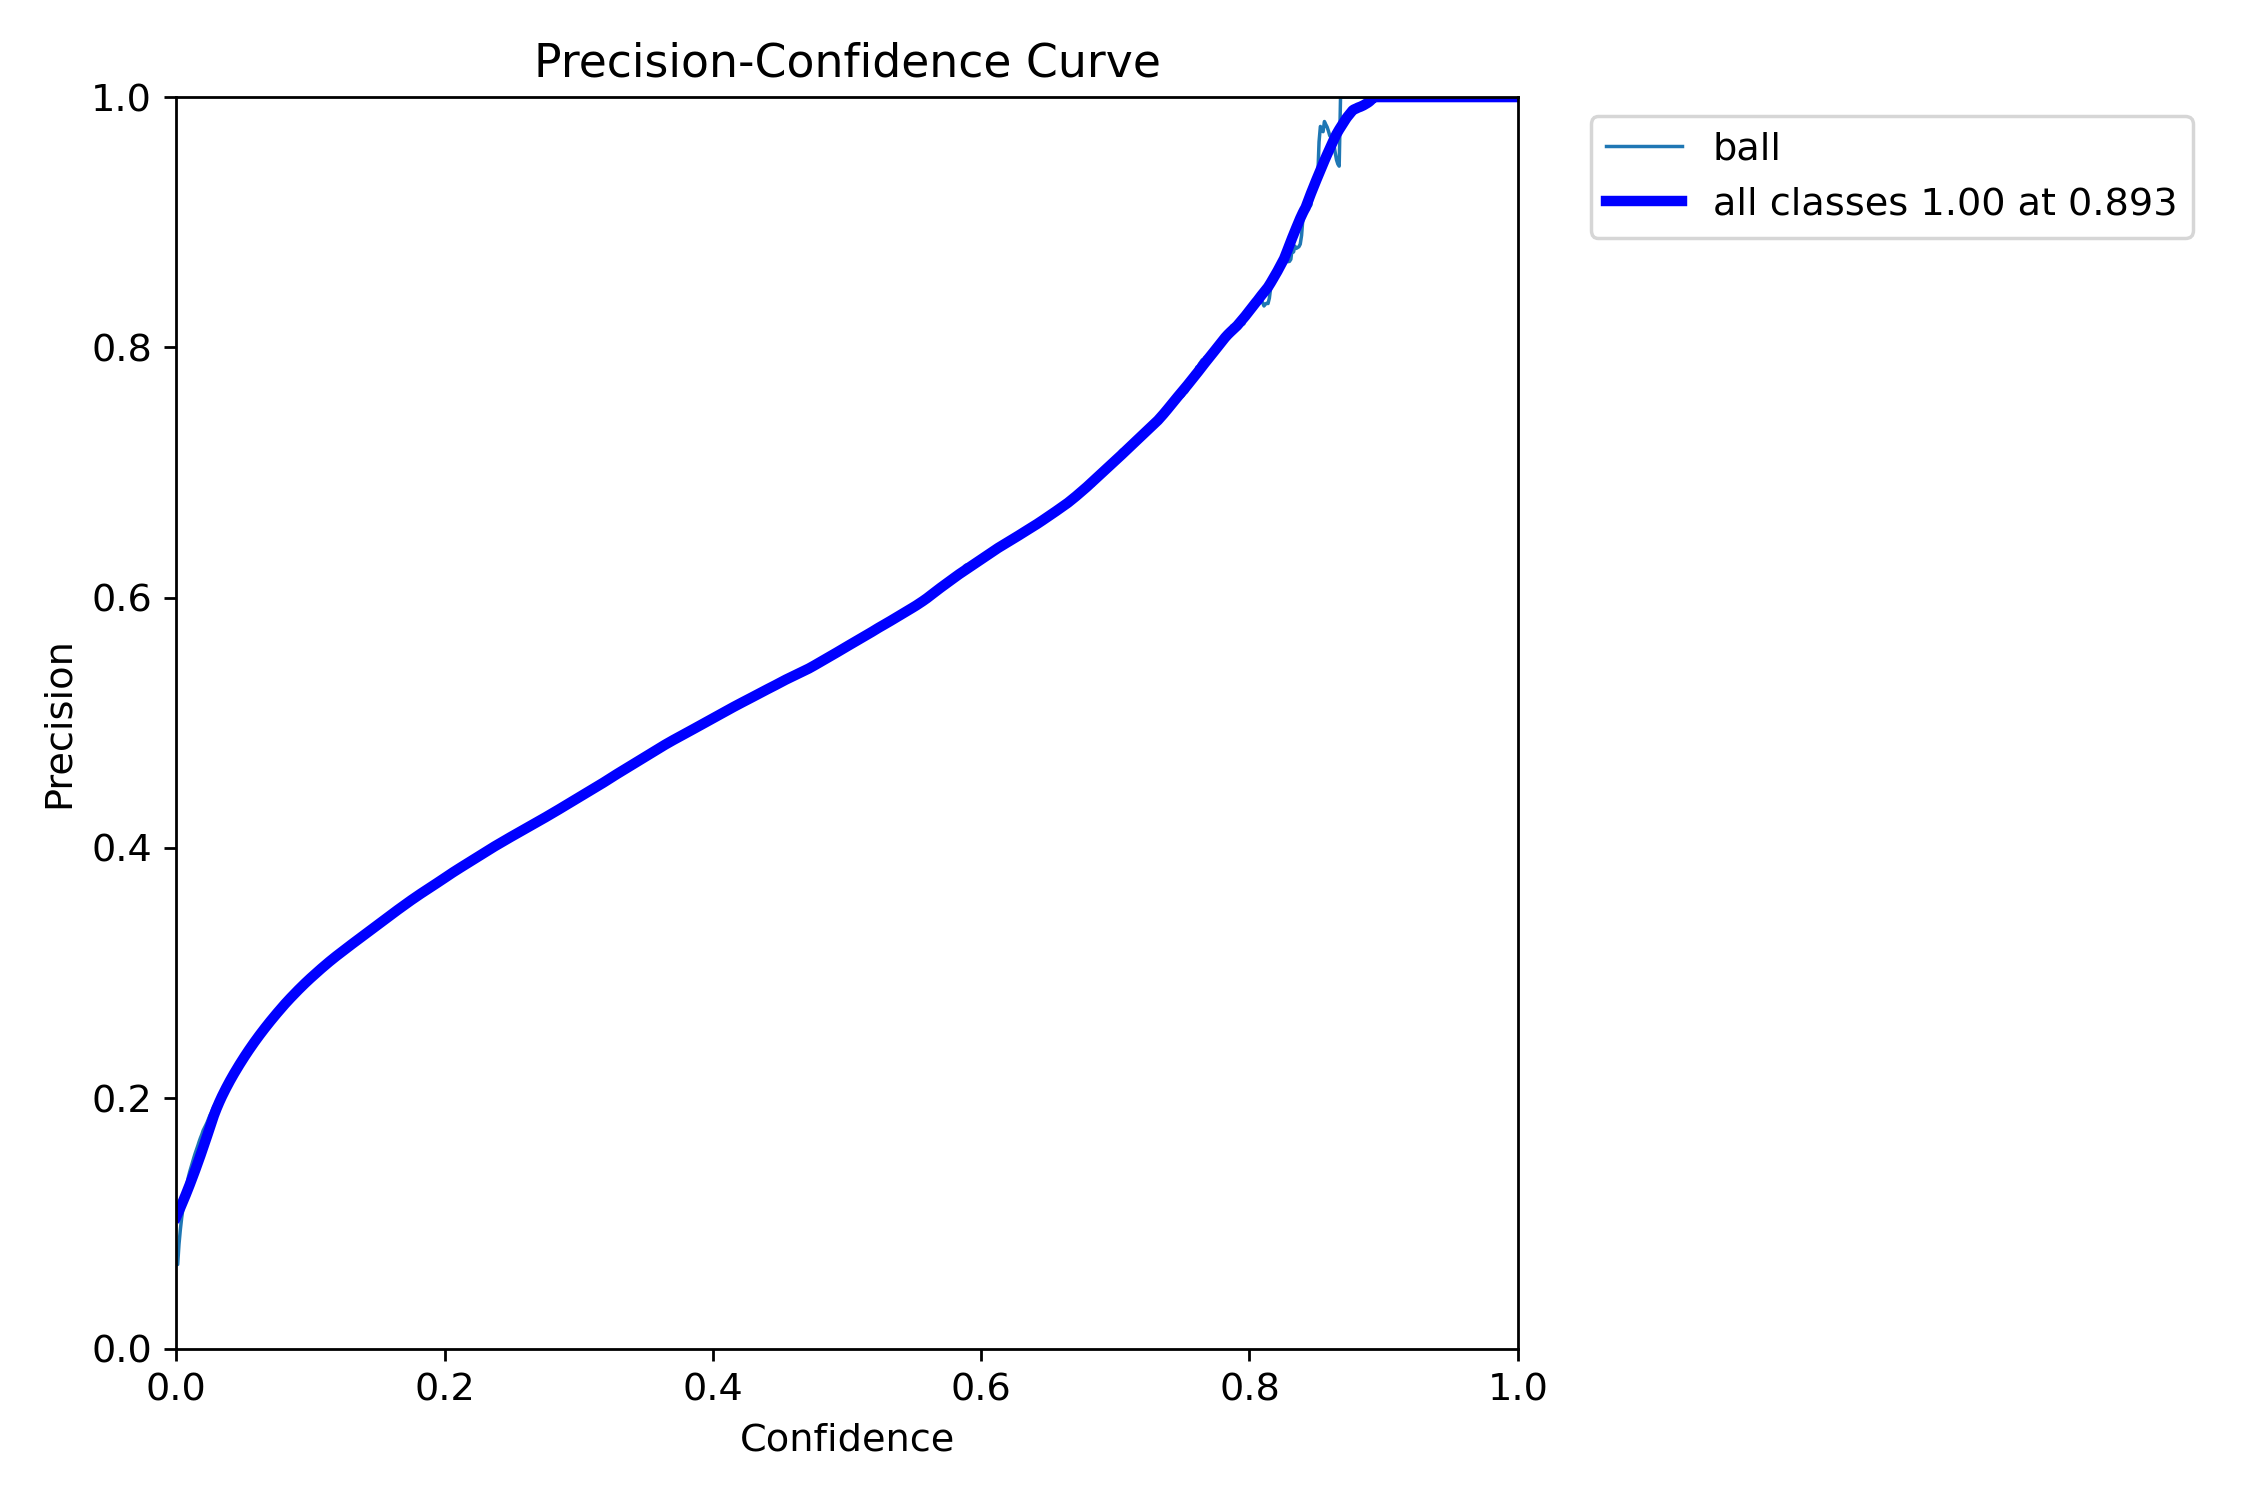 Precision-Confidence Curve
1.0
0.8
0.6
0.4
0.2
0.0
Precision
0.0 0.2 0.4 0.6 0.8 1.0
Confidence
ball
all classes 1.00 at 0.893